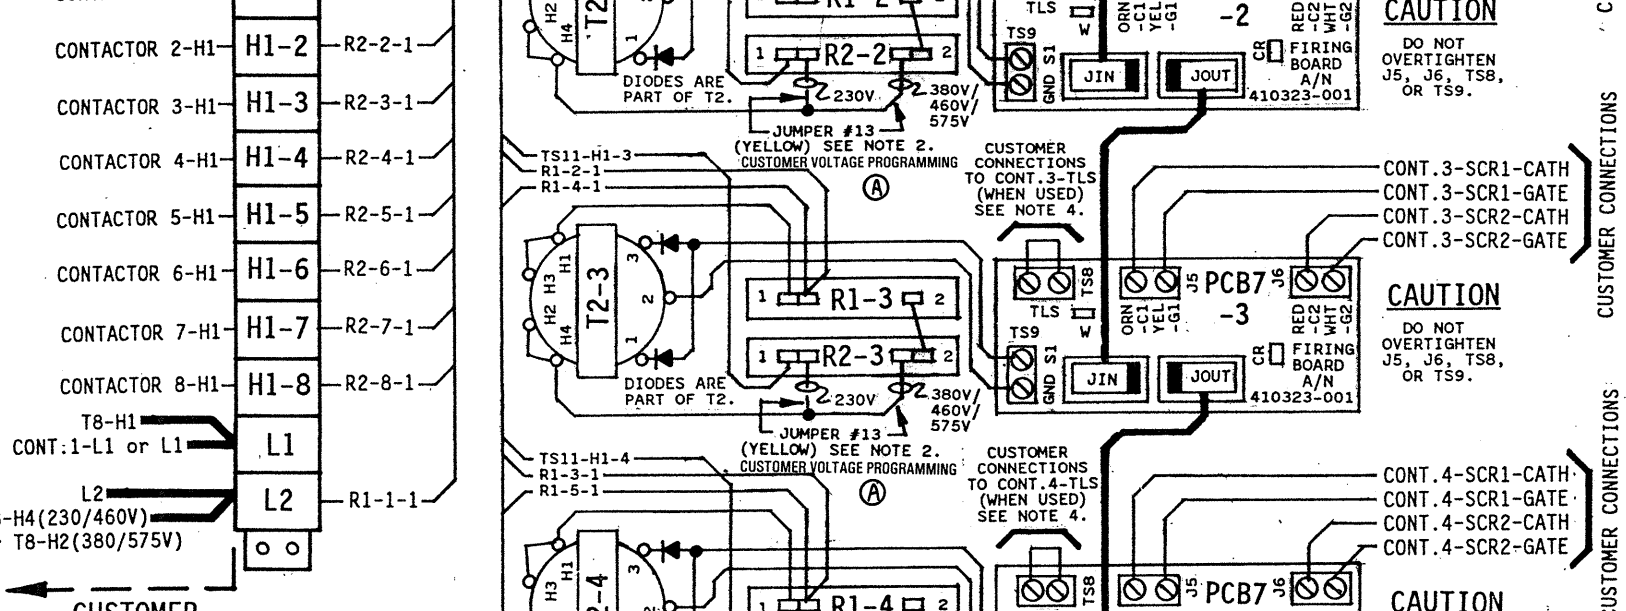 CONTACTOR 2-H1
H1-2
R2-2-1
CONTACTOR 3-H1
H1-3
R2-3-1
CONTACTOR 4-H1
H1-4
R2-4-1
CONTACTOR 5-H1
H1-5
R2-5-1
CONTACTOR 6-H1
H1-6
R2-6-1
CONTACTOR 7-H1
H1-7
R2-7-1
CONTACTOR 8-H1
H1-8
R2-8-1
T8-H1
CONT:1-L1 or L1
L1
L2
L2
R1-1-1
-H4(230/460V)
T8-H2(380/575V)
CUSTOMER
H2
H4
T2
1
1
R2-2
2
DIODES ARE
PART OF T2.
230V
380V/
460V/
575V
JUMPER #13
(YELLOW) SEE NOTE 2.
CUSTOMER VOLTAGE PROGRAMMING
A
TLS
W
TS9
S1
GND
JIN
JOUT
ORN
-C1
YEL
-G1
-2
RED
-C2
WHT
-G2
CR
FIRING
BOARD
A/N
410323-001
CAUTION
DO NOT
OVERTIGHTEN
J5, J6, TS8,
OR TS9.
TS11-H1-3
R1-2-1
R1-4-1
H3
H1
H2
H4
T2-3
3
2
1
1
R1-3
2
1
R2-3
2
DIODES ARE
PART OF T2.
230V
380V/
460V/
575V
JUMPER #13
(YELLOW) SEE NOTE 2.
CUSTOMER VOLTAGE PROGRAMMING
A
CUSTOMER
CONNECTIONS
TO CONT.3-TLS
(WHEN USED)
SEE NOTE 4.
TS8
TLS
W
TS9
S1
GND
JIN
JOUT
J5
PCB7
-3
J6
ORN
-C1
YEL
-G1
RED
-C2
WHT
-G2
CR
FIRING
BOARD
A/N
410323-001
CONT.3-SCR1-CATH
CONT.3-SCR1-GATE
CONT.3-SCR2-CATH
CONT.3-SCR2-GATE
CUSTOMER CONNECTIONS
CAUTION
DO NOT
OVERTIGHTEN
J5, J6, TS8,
OR TS9.
TS11-H1-4
R1-3-1
R1-5-1
H3
H1
3
2-4
R1-4
2
CUSTOMER
CONNECTIONS
TO CONT.4-TLS
(WHEN USED)
SEE NOTE 4.
TS8
J5
PCB7
J6
CONT.4-SCR1-CATH
CONT.4-SCR1-GATE
CONT.4-SCR2-CATH
CONT.4-SCR2-GATE
CUSTOMER CONNECTIONS
CAUTION